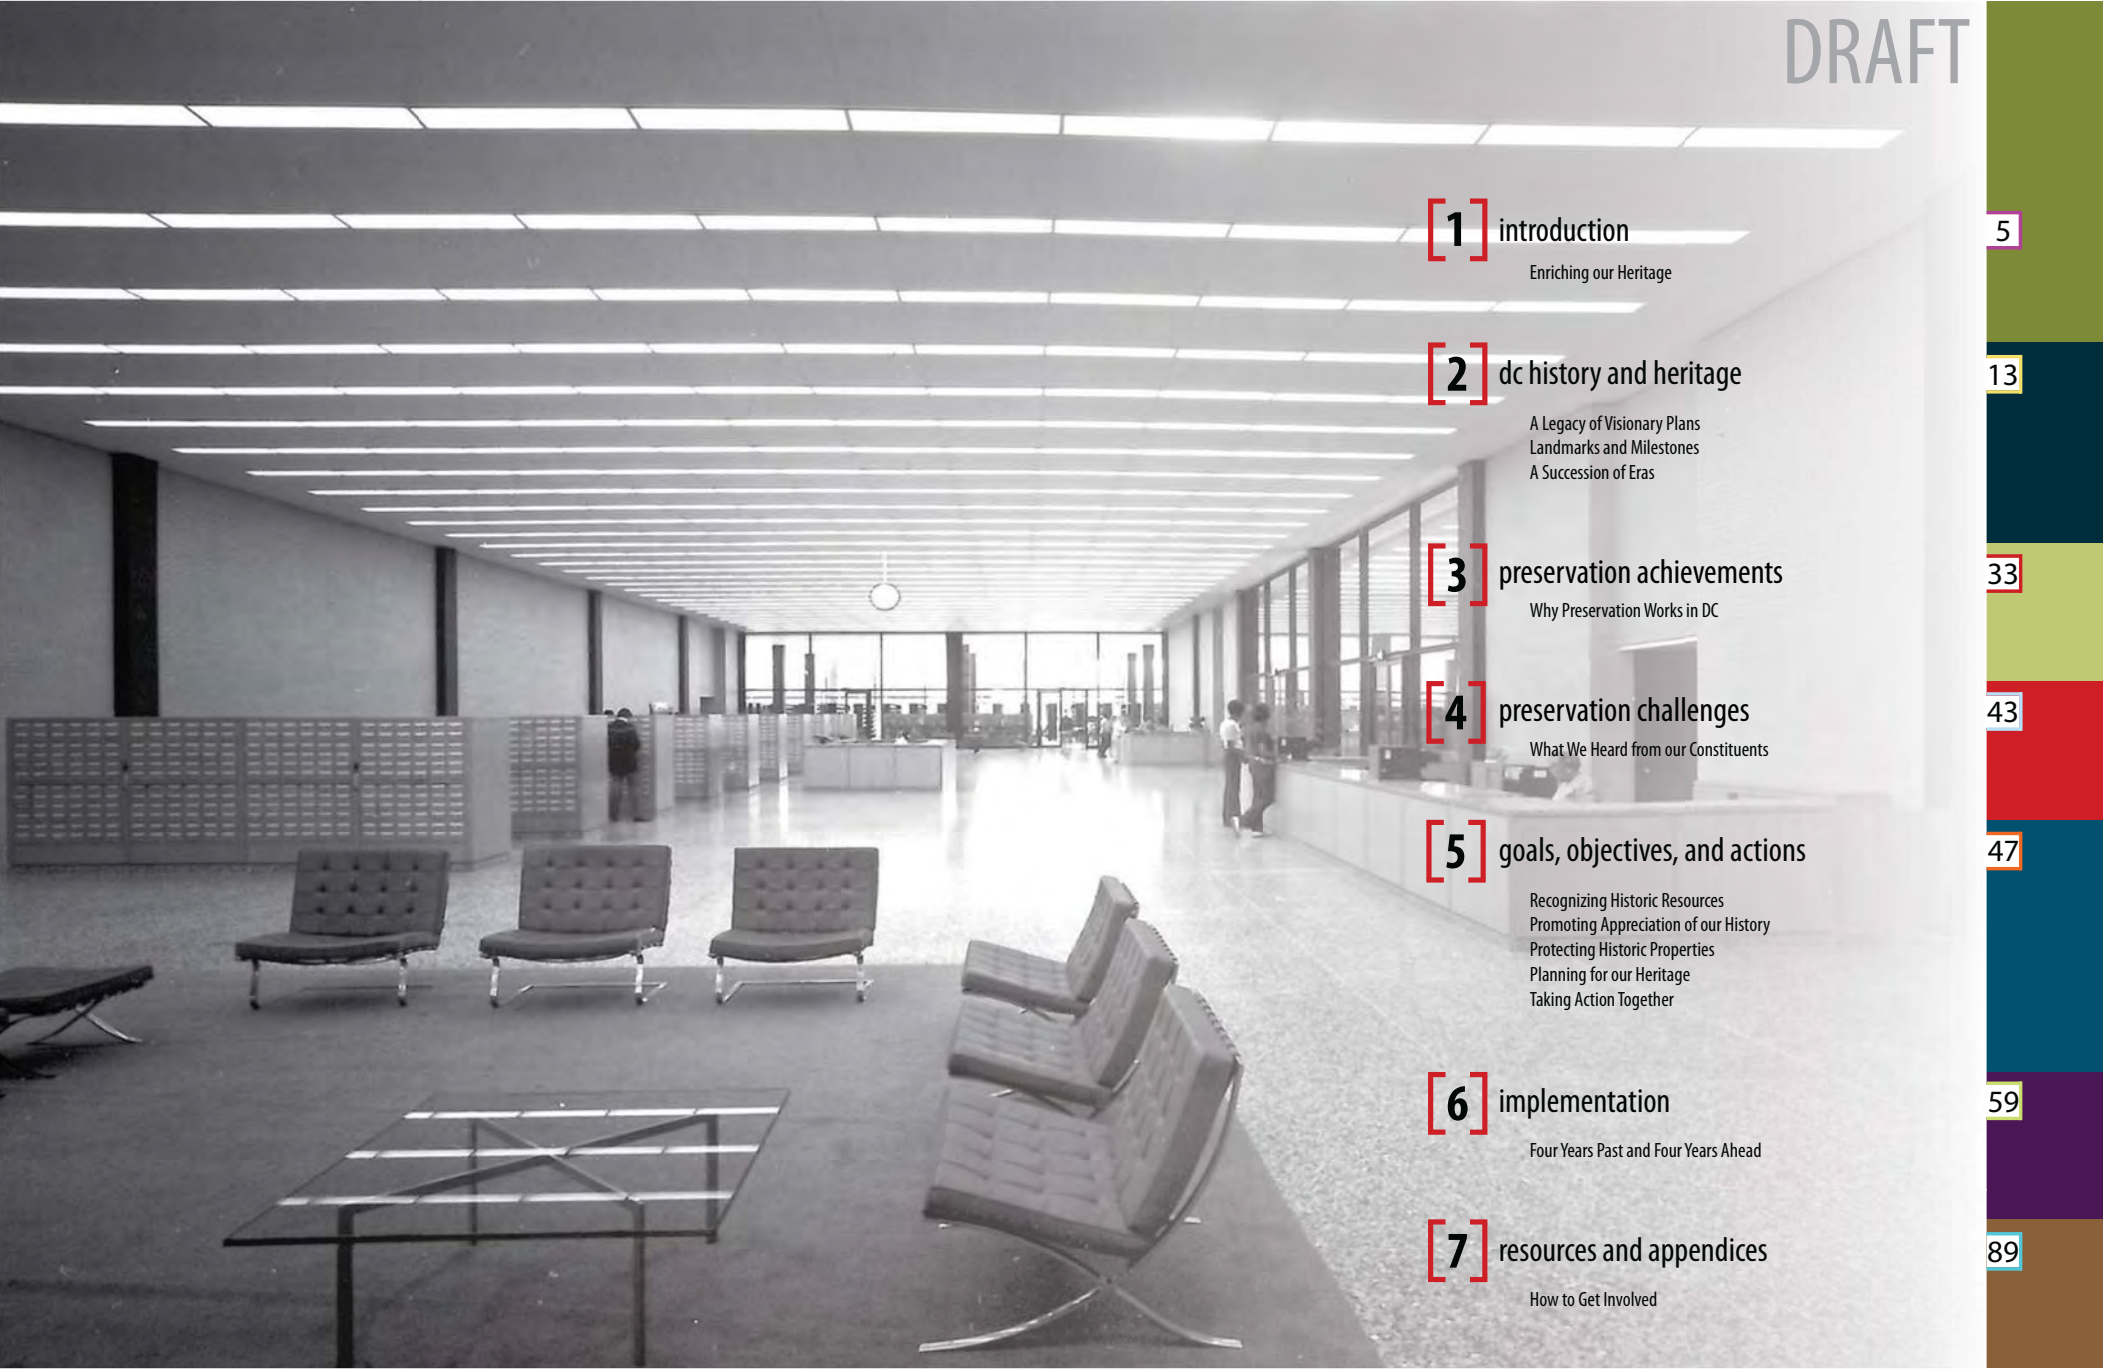 DRAFT
[1] introduction 5
Enriching our Heritage
[2] dc history and heritage 13
A Legacy of Visionary Plans
Landmarks and Milestones
A Succession of Eras
[3] preservation achievements 33
Why Preservation Works in DC
[4] preservation challenges 43
What We Heard from our Constituents
[5] goals, objectives, and actions 47
Recognizing Historic Resources
Promoting Appreciation of our History
Protecting Historic Properties
Planning for our Heritage
Taking Action Together
[6] implementation 59
Four Years Past and Four Years Ahead
[7] resources and appendices 89
How to Get Involved